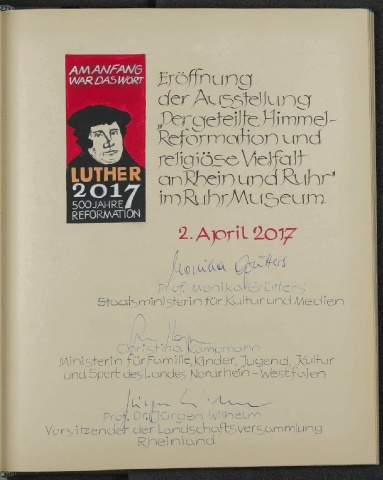 AM ANFANG
WAR DAS WORT
LUTHER
2017
500 JAHRE
REFORMATION
Eröffnung
der Ausstellung
„Der geteilte Himmel-
Reformation und
religiöse Vielfalt
an Rhein und Ruhr"
im Ruhr Museum
2. April 2017
Monika Grütters
Prof. Monika Grütters
Staatsministerin für Kultur und Medien
Christina Kampmann
Ministerin für Familie, Kinder, Jugend, Kultur
und Sport des Landes Nordrhein-Westfalen
Prof. Dr. Jürgen Wilhelm
Vorsitzender der Landschaftsversammlung
Rheinland